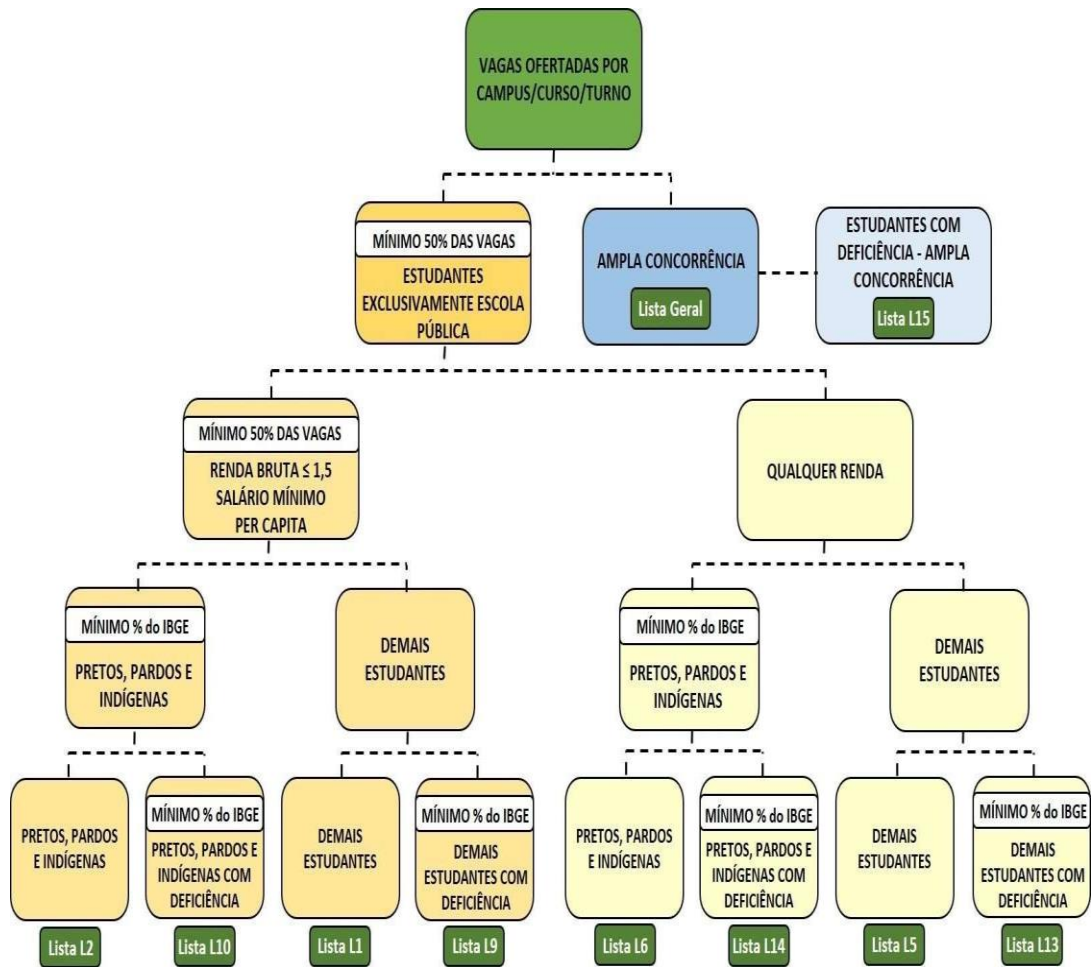 VAGAS OFERTADAS POR
CAMPUS/CURSO/TURNO
MÍNIMO 50% DAS VAGAS
ESTUDANTES
EXCLUSIVAMENTE ESCOLA
PÚBLICA
AMPLA CONCORRÊNCIA
Lista Geral
ESTUDANTES COM
DEFICIÊNCIA - AMPLA
CONCORRÊNCIA
Lista L15
MÍNIMO 50% DAS VAGAS
RENDA BRUTA ≤ 1,5
SALÁRIO MÍNIMO
PER CAPITA
QUALQUER RENDA
MÍNIMO % do IBGE
PRETOS, PARDOS E
INDÍGENAS
DEMAIS
ESTUDANTES
MÍNIMO % do IBGE
PRETOS, PARDOS E
INDÍGENAS
DEMAIS
ESTUDANTES
PRETOS, PARDOS
E INDÍGENAS
Lista L2
MÍNIMO % do IBGE
PRETOS, PARDOS E
INDÍGENAS COM
DEFICIÊNCIA
Lista L10
DEMAIS
ESTUDANTES
Lista L1
MÍNIMO % do IBGE
DEMAIS
ESTUDANTES COM
DEFICIÊNCIA
Lista L9
PRETOS, PARDOS
E INDÍGENAS
Lista L6
MÍNIMO % do IBGE
PRETOS, PARDOS E
INDÍGENAS COM
DEFICIÊNCIA
Lista L14
DEMAIS
ESTUDANTES
Lista L5
MÍNIMO % do IBGE
DEMAIS
ESTUDANTES COM
DEFICIÊNCIA
Lista L13